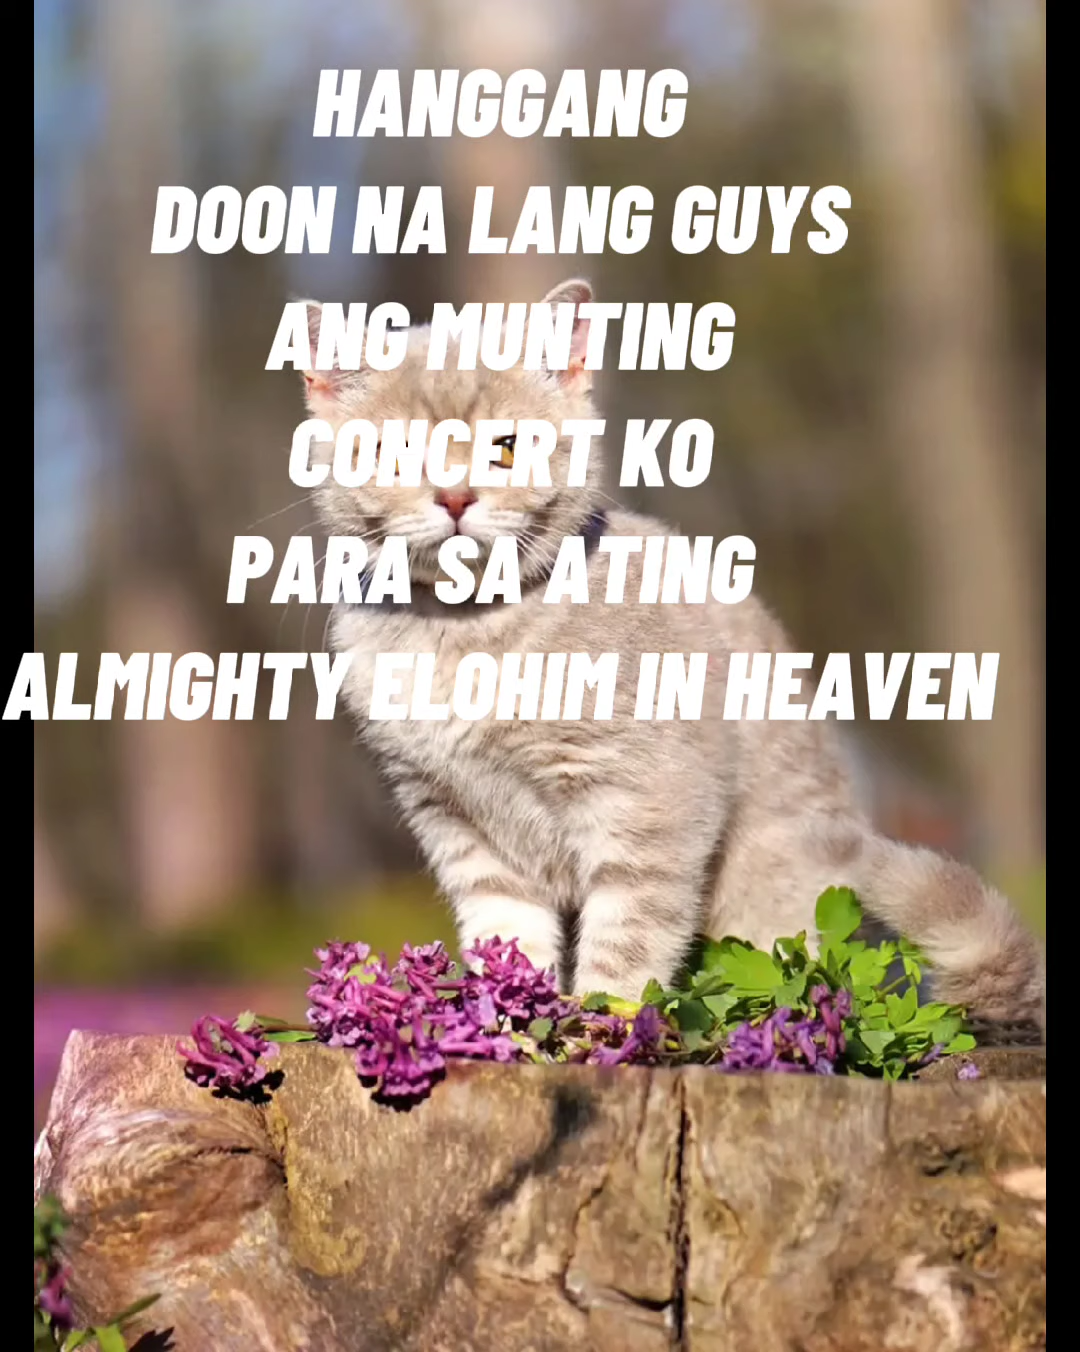 HANGGANG
DOON NA LANG GUYS
ANG MUNTING
CONCERT KO
PARA SA ATING
ALMIGHTY ELOHIM IN HEAVEN